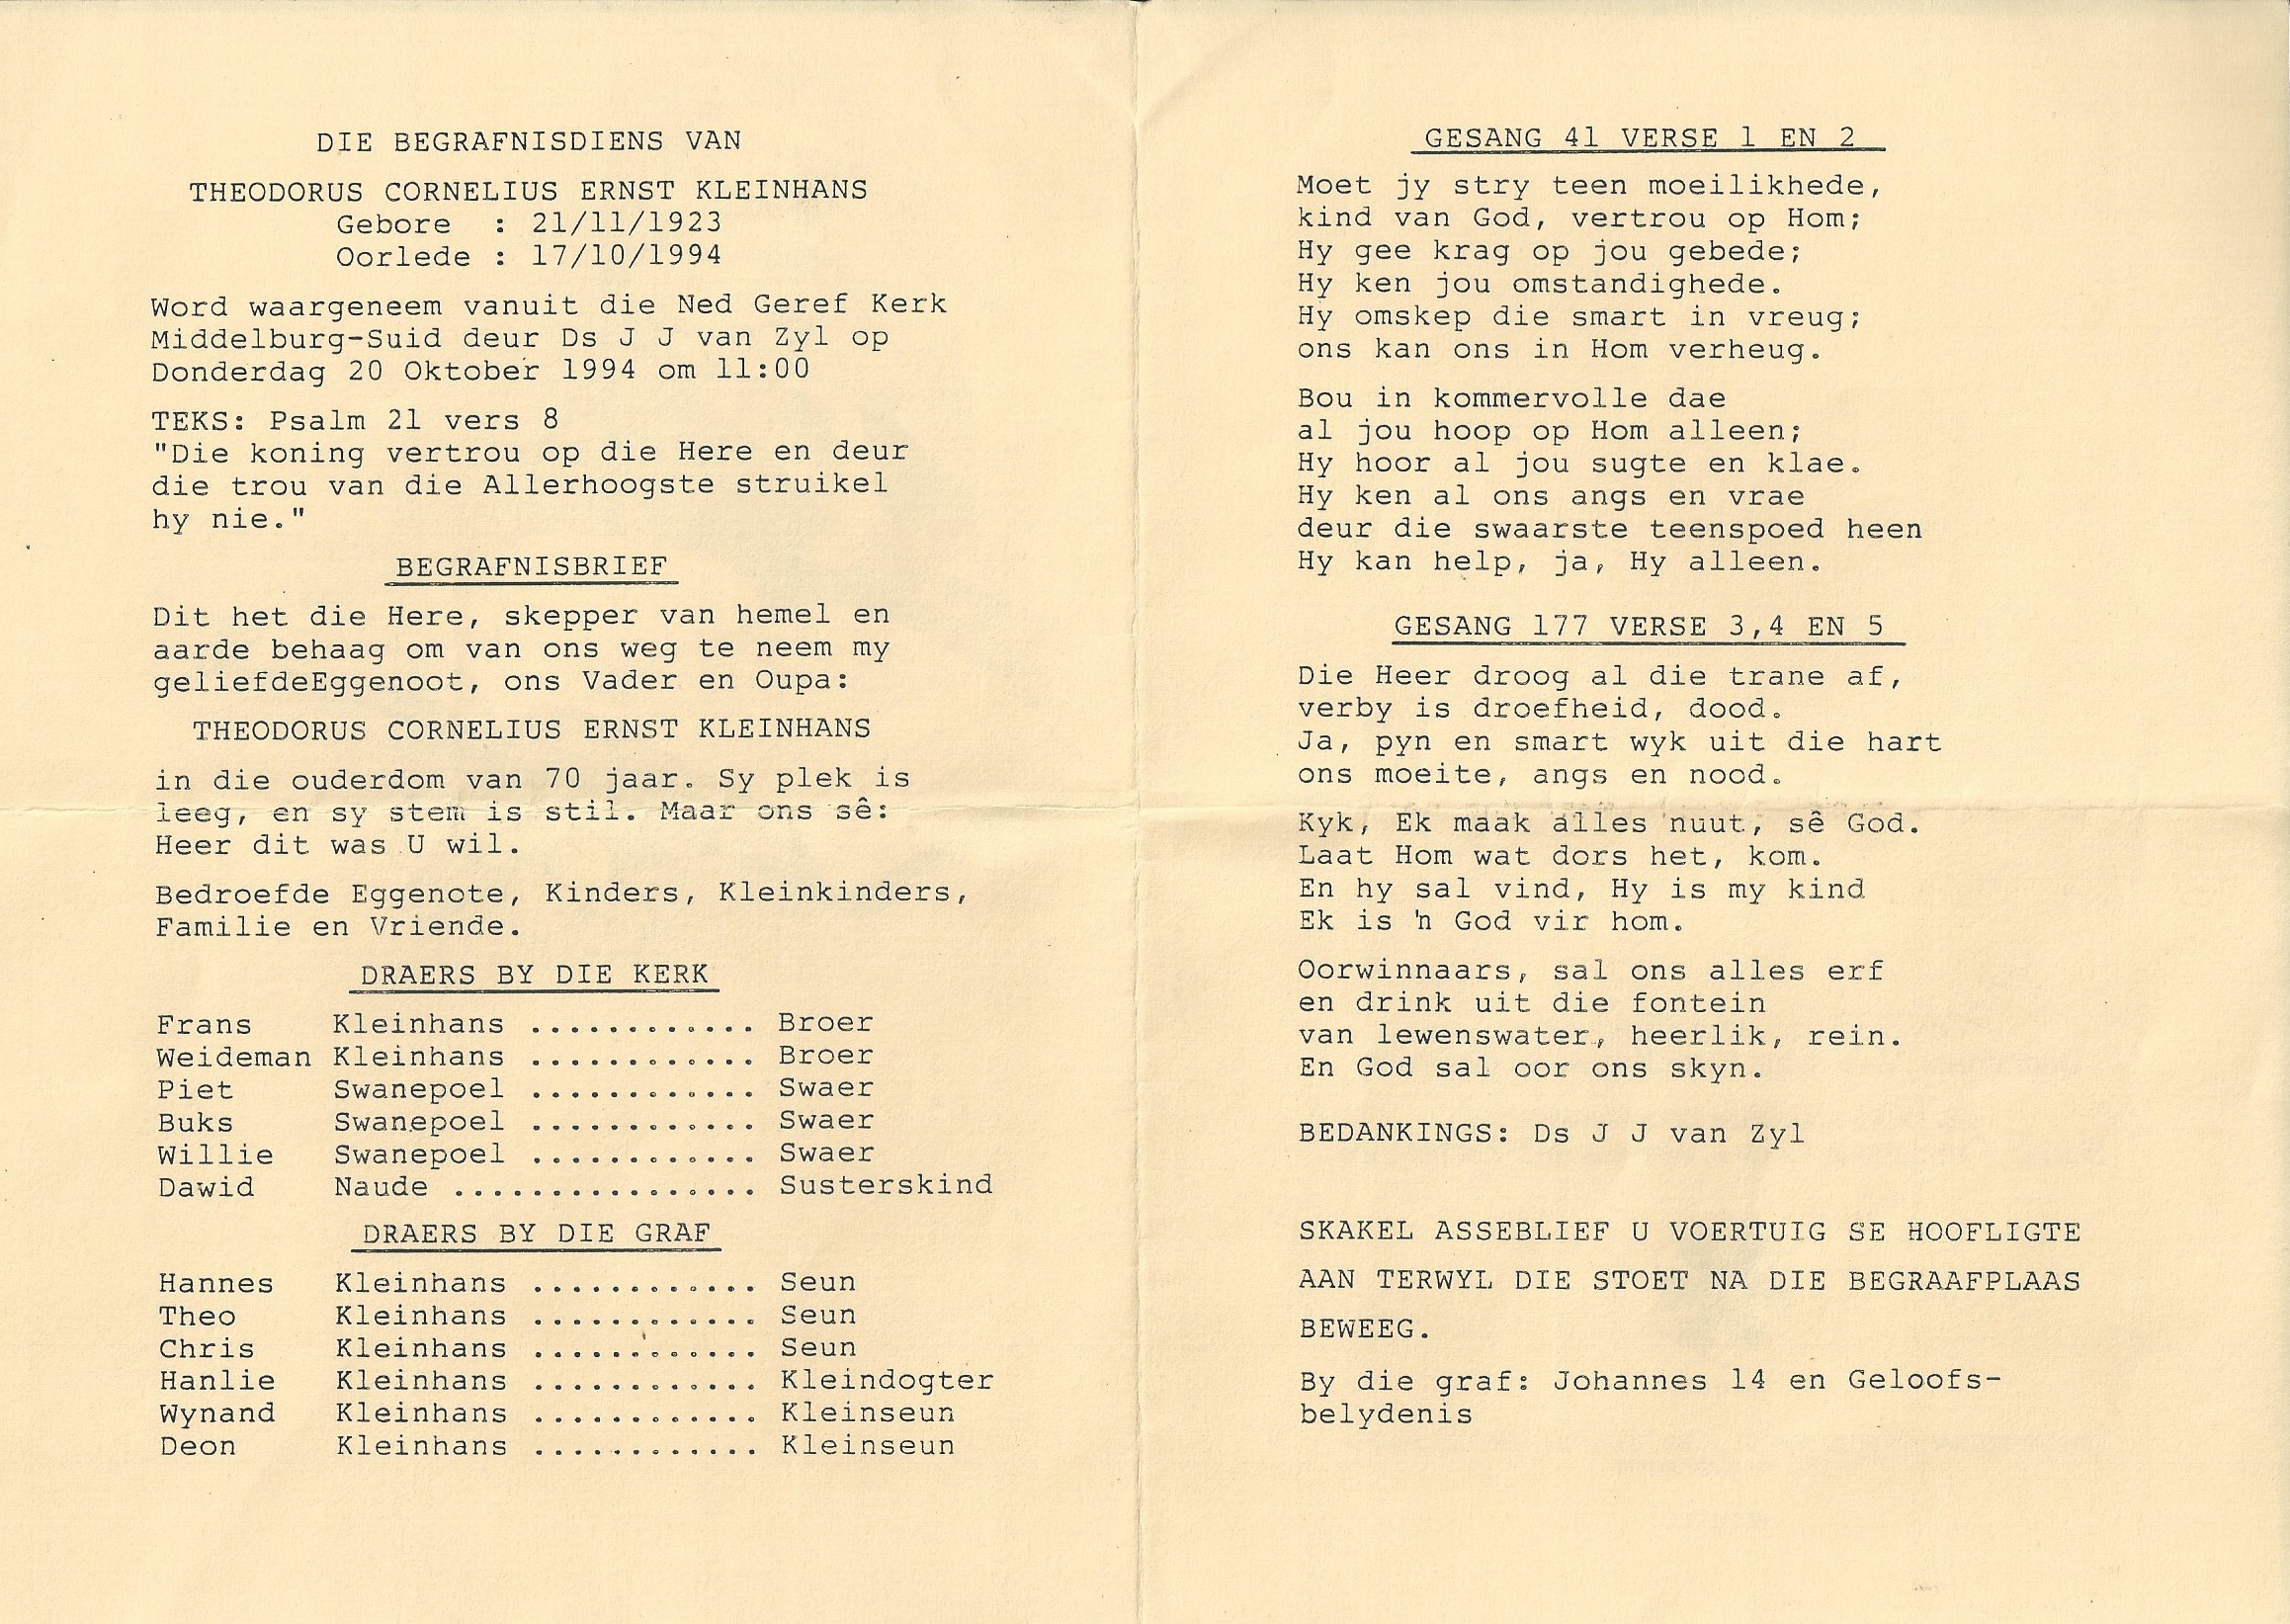 DIE BEGRAFNISDIENS VAN
THEODORUS CORNELIUS ERNST KLEINHANS
Gebore : 21/11/1923
Oorlede : 17/10/1994
Word waargeneem vanuit die Ned Geref Kerk
Middelburg-Suid deur Ds J J van Zyl op
Donderdag 20 Oktober 1994 om 11:00
TEKS: Psalm 21 vers 8
"Die koning vertrou op die Here en deur
die trou van die Allerhoogste struikel
hy nie."
BEGRAFNISBRIEF
Dit het die Here, skepper van hemel en
aarde behaag om van ons weg te neem my
geliefdeEggenoot, ons Vader en Oupa:
THEODORUS CORNELIUS ERNST KLEINHANS
in die ouderdom van 70 jaar. Sy plek is
leeg, en sy stem is stil. Maar ons sê:
Heer dit was U wil.
Bedroefde Eggenote, Kinders, Kleinkinders,
Familie en Vriende.
DRAERS BY DIE KERK
Frans Kleinhans ............ Broer
Weideman Kleinhans ............ Broer
Piet Swanepoel ............ Swaer
Buks Swanepoel ............ Swaer
Willie Swanepoel ............ Swaer
Dawid Naude ................ Susterskind
DRAERS BY DIE GRAF
Hannes Kleinhans ............ Seun
Theo Kleinhans ............ Seun
Chris Kleinhans ............ Seun
Hanlie Kleinhans ............ Kleindogter
Wynand Kleinhans ............ Kleinseun
Deon Kleinhans ............ Kleinseun
GESANG 41 VERSE 1 EN 2
Moet jy stry teen moeilikhede,
kind van God, vertrou op Hom;
Hy gee krag op jou gebede;
Hy ken jou omstandighede.
Hy omskep die smart in vreug;
ons kan ons in Hom verheug.
Bou in kommervolle dae
al jou hoop op Hom alleen;
Hy hoor al jou sugte en klae.
Hy ken al ons angs en vrae
deur die swaarste teenspoed heen
Hy kan help, ja, Hy alleen.
GESANG 177 VERSE 3,4 EN 5
Die Heer droog al die trane af,
verby is droefheid, dood.
Ja, pyn en smart wyk uit die hart
ons moeite, angs en nood.
Kyk, Ek maak alles nuut, sê God.
Laat Hom wat dors het, kom.
En hy sal vind, Hy is my kind
Ek is 'n God vir hom.
Oorwinnaars, sal ons alles erf
en drink uit die fontein
van lewenswater, heerlik, rein.
En God sal oor ons skyn.
BEDANKINGS: Ds J J van Zyl
SKAKEL ASSEBLIEF U VOERTUIG SE HOOFLIGTE
AAN TERWYL DIE STOET NA DIE BEGRAAFPLAAS
BEWEEG.
By die graf: Johannes 14 en Geloofs-
belydenis